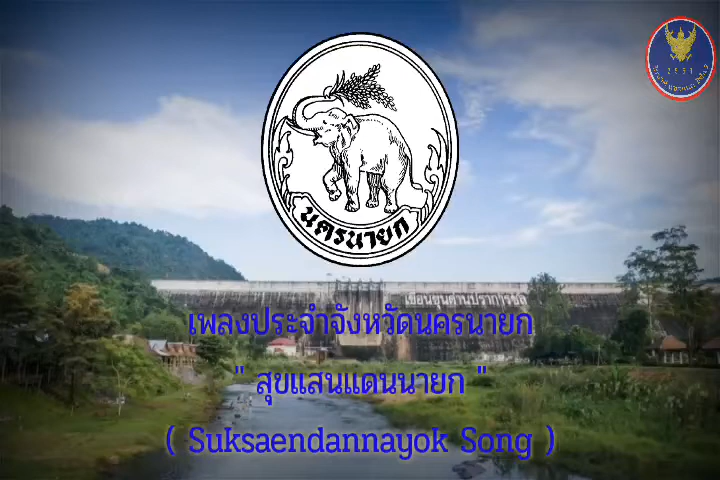 2551
นครนายก
เขื่อนขุนด่านปราการชล
เพลงประจำจังหวัดนครนายก
" สุขแสนแดนนายก "
( Suksaendannayok Song )